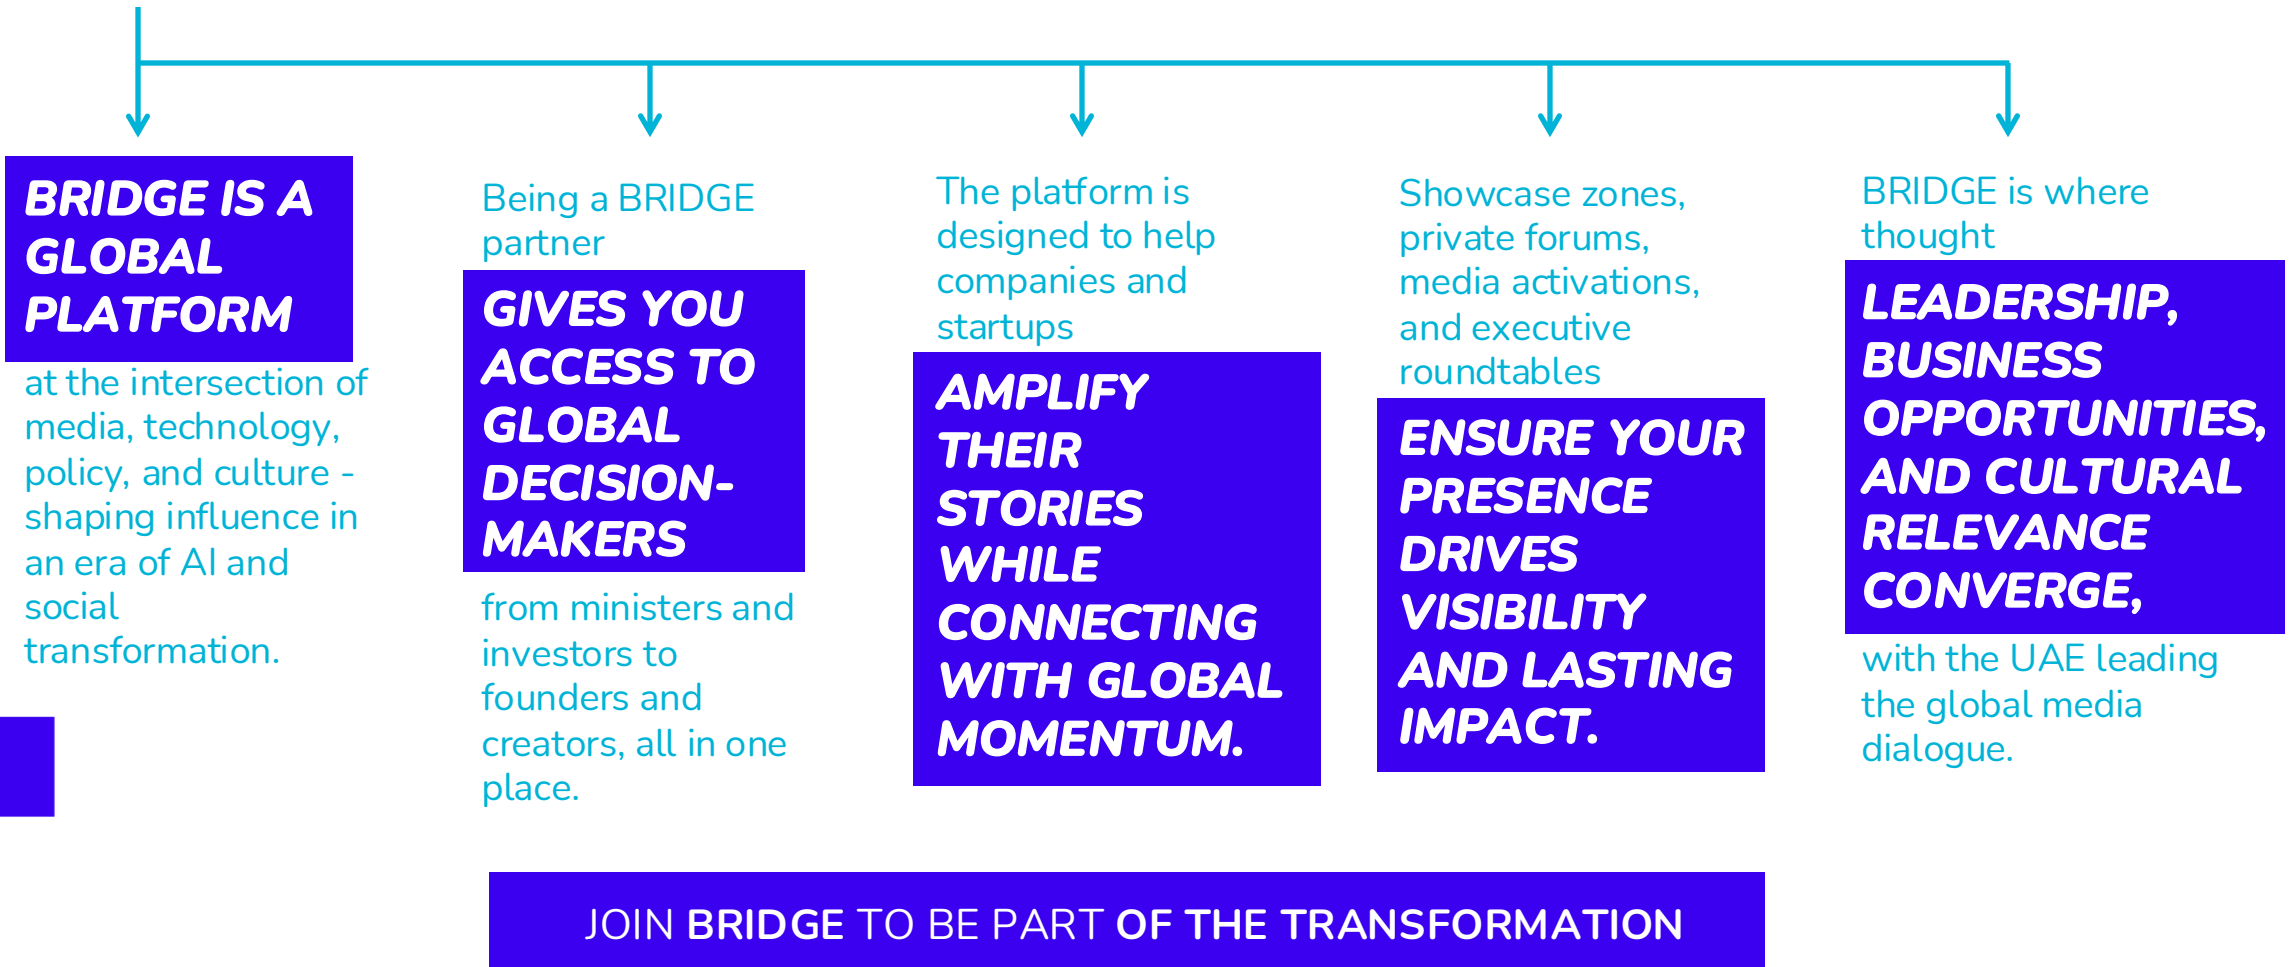 BRIDGE IS A
GLOBAL
PLATFORM
at the intersection of
media, technology,
policy, and culture -
shaping influence in
an era of AI and
social
transformation.
Being a BRIDGE
partner
GIVES YOU
ACCESS TO
GLOBAL
DECISION-
MAKERS
from ministers and
investors to
founders and
creators, all in one
place.
The platform is
designed to help
companies and
startups
AMPLIFY
THEIR
STORIES
WHILE
CONNECTING
WITH GLOBAL
MOMENTUM.
Showcase zones,
private forums,
media activations,
and executive
roundtables
ENSURE YOUR
PRESENCE
DRIVES
VISIBILITY
AND LASTING
IMPACT.
BRIDGE is where
thought
LEADERSHIP,
BUSINESS
OPPORTUNITIES,
AND CULTURAL
RELEVANCE
CONVERGE,
with the UAE leading
the global media
dialogue.
JOIN BRIDGE TO BE PART OF THE TRANSFORMATION